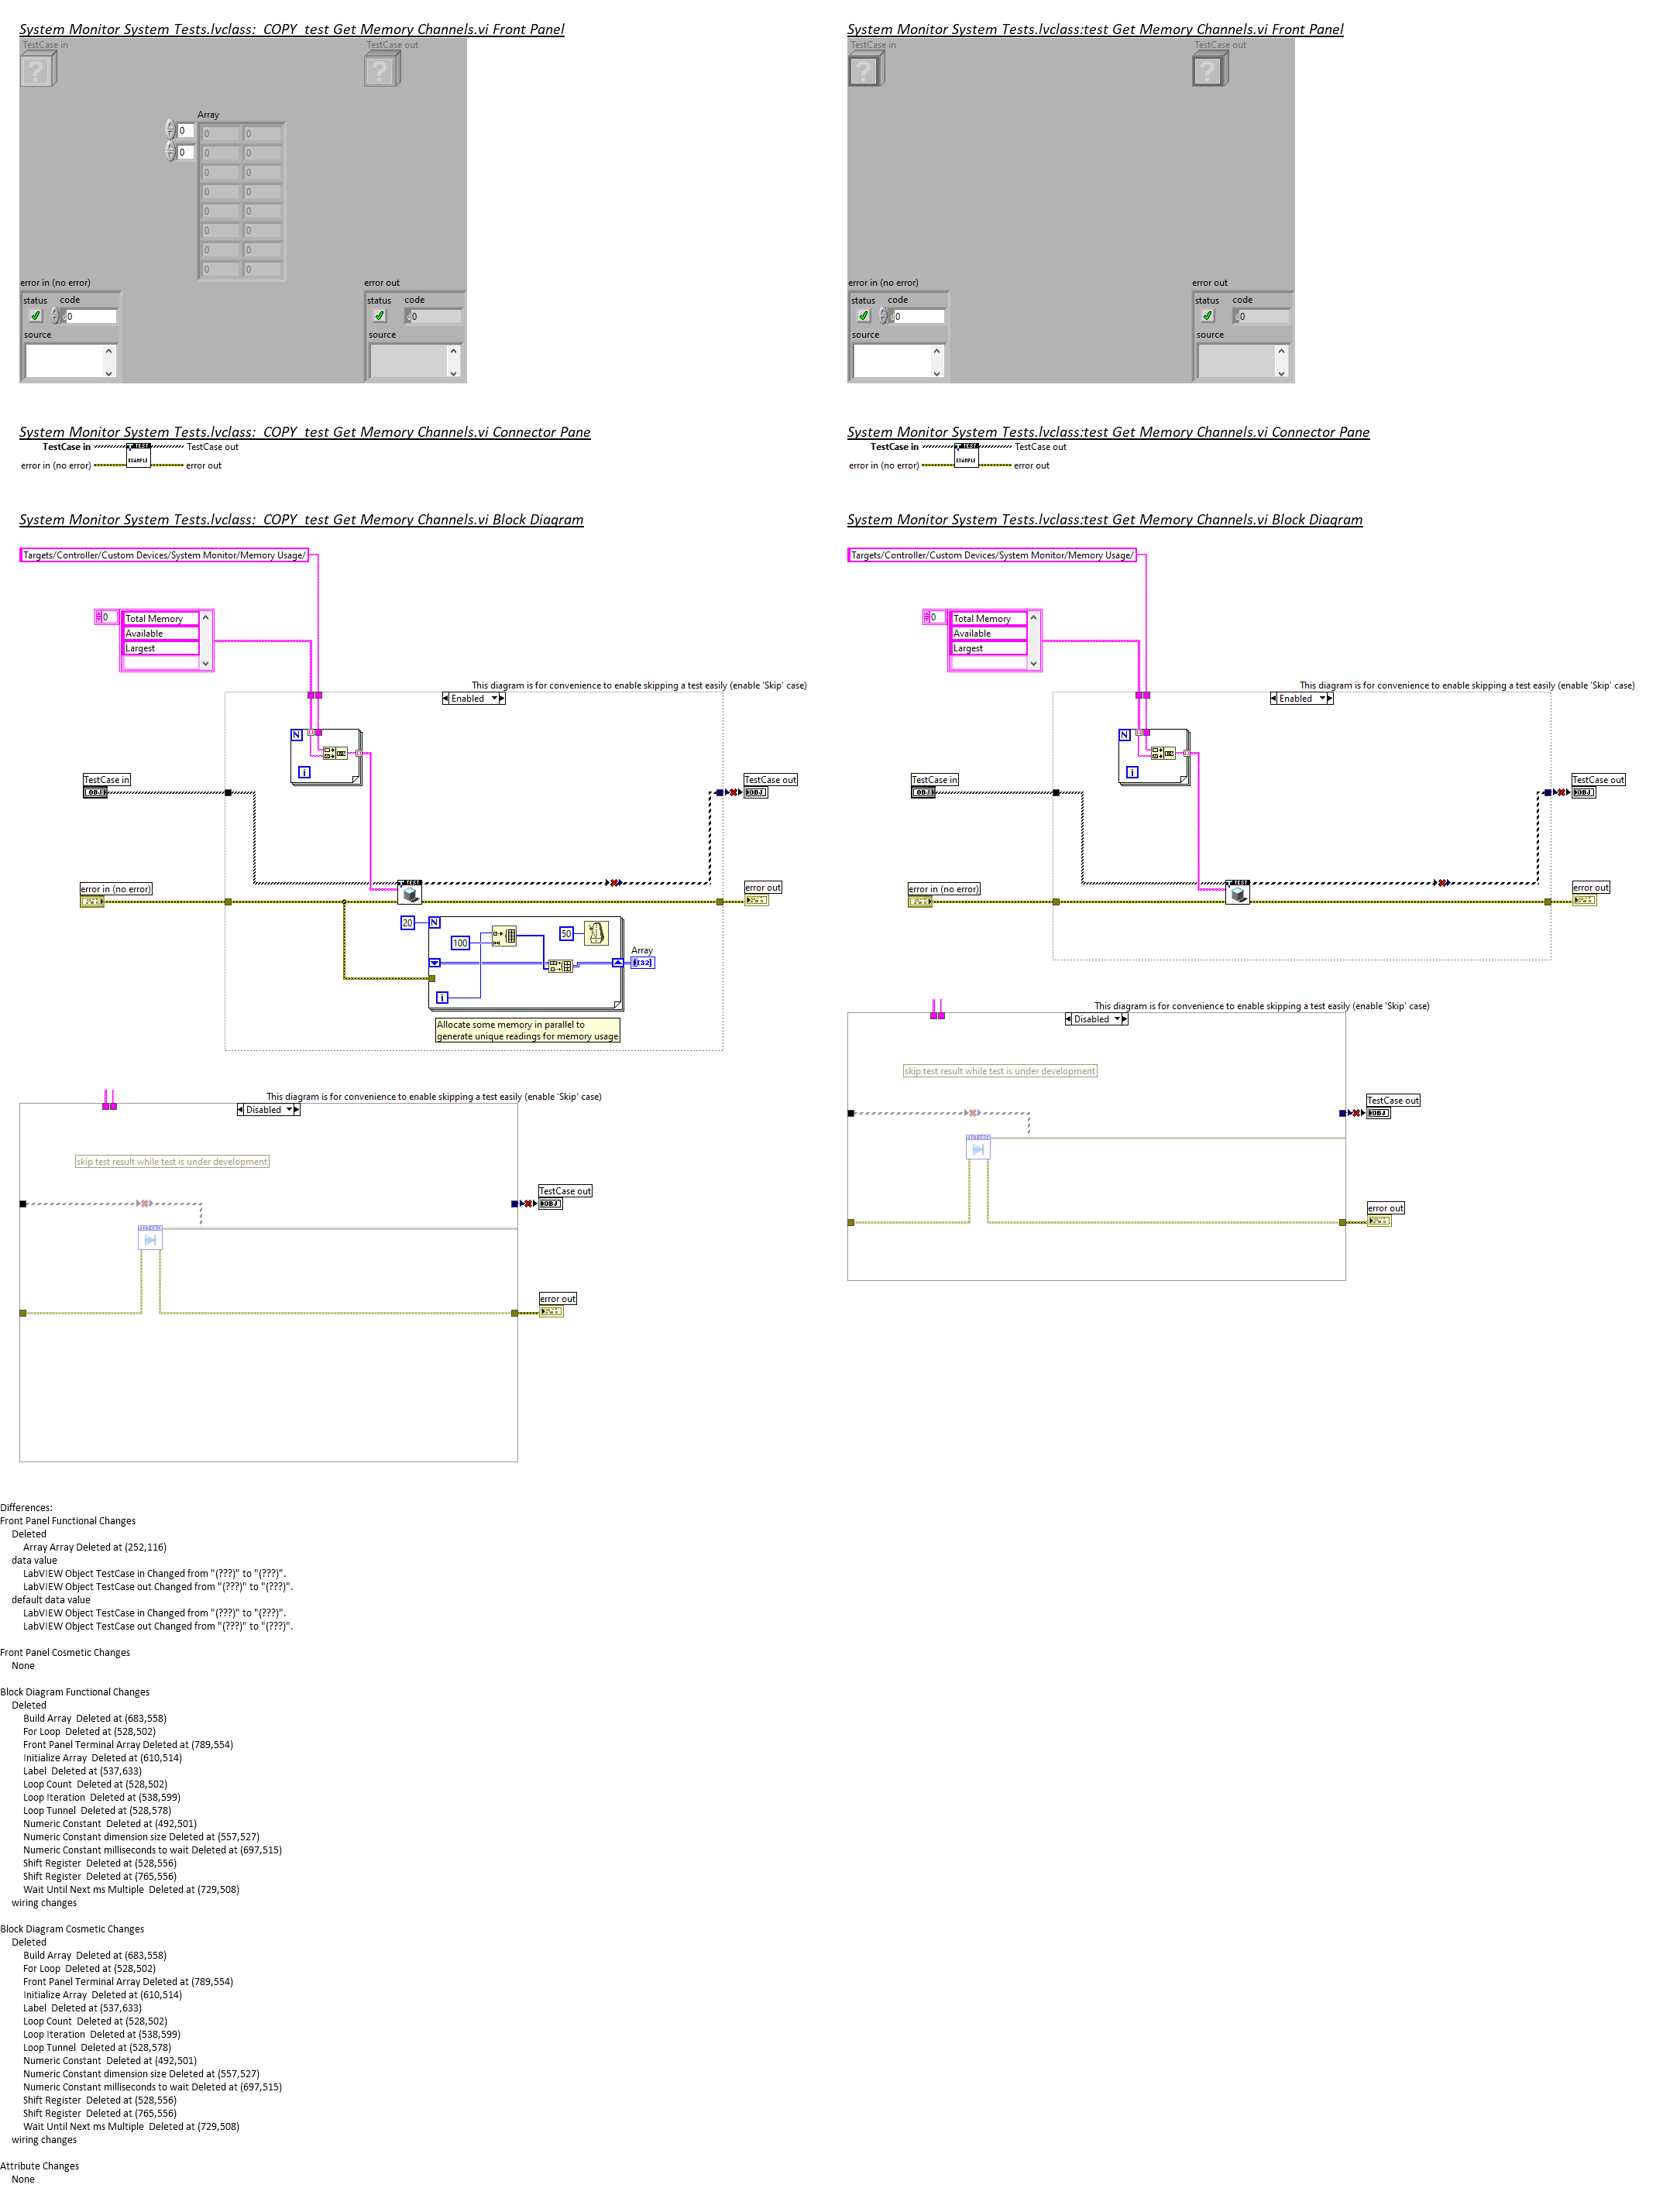 System Monitor System Tests.lvclass:  COPY  test Get Memory Channels.vi Front Panel
TestCase in
TestCase out
Array
0
0
0 0
0 0
0 0
0 0
0 0
0 0
0 0
0 0
error in (no error)
status code
0
source
error out
status code
0
source
System Monitor System Tests.lvclass:test Get Memory Channels.vi Front Panel
TestCase in
TestCase out
error in (no error)
status code
0
source
error out
status code
0
source
System Monitor System Tests.lvclass:  COPY  test Get Memory Channels.vi Connector Pane
TestCase in
TEST
TestCase out
error in (no error)
EXAMPLE
error out
System Monitor System Tests.lvclass:test Get Memory Channels.vi Connector Pane
TestCase in
TEST
TestCase out
error in (no error)
EXAMPLE
error out
System Monitor System Tests.lvclass:  COPY  test Get Memory Channels.vi Block Diagram
Targets/Controller/Custom Devices/System Monitor/Memory Usage/
0
Total Memory
Available
Largest
This diagram is for convenience to enable skipping a test easily (enable 'Skip' case)
Enabled
N
i
TestCase in
OBJ
TestCase out
OBJ
error in (no error)
TEST
error out
20
N
100
50
Array
I32
i
Allocate some memory in parallel to
generate unique readings for memory usage
This diagram is for convenience to enable skipping a test easily (enable 'Skip' case)
Disabled
skip test result while test is under development
TestCase out
OBJ
error out
System Monitor System Tests.lvclass:test Get Memory Channels.vi Block Diagram
Targets/Controller/Custom Devices/System Monitor/Memory Usage/
0
Total Memory
Available
Largest
This diagram is for convenience to enable skipping a test easily (enable 'Skip' case)
Enabled
N
i
TestCase in
OBJ
TestCase out
OBJ
error in (no error)
TEST
error out
This diagram is for convenience to enable skipping a test easily (enable 'Skip' case)
Disabled
skip test result while test is under development
TestCase out
OBJ
error out
Differences:
Front Panel Functional Changes
Deleted
Array Array Deleted at (252,116)
data value
LabVIEW Object TestCase in Changed from "(???)" to "(???)".
LabVIEW Object TestCase out Changed from "(???)" to "(???)".
default data value
LabVIEW Object TestCase in Changed from "(???)" to "(???)".
LabVIEW Object TestCase out Changed from "(???)" to "(???)".
Front Panel Cosmetic Changes
None
Block Diagram Functional Changes
Deleted
Build Array  Deleted at (683,558)
For Loop  Deleted at (528,502)
Front Panel Terminal Array Deleted at (789,554)
Initialize Array  Deleted at (610,514)
Label  Deleted at (537,633)
Loop Count  Deleted at (528,502)
Loop Iteration  Deleted at (538,599)
Loop Tunnel  Deleted at (528,578)
Numeric Constant  Deleted at (492,501)
Numeric Constant dimension size Deleted at (557,527)
Numeric Constant milliseconds to wait Deleted at (697,515)
Shift Register  Deleted at (528,556)
Shift Register  Deleted at (765,556)
Wait Until Next ms Multiple  Deleted at (729,508)
wiring changes
Block Diagram Cosmetic Changes
Deleted
Build Array  Deleted at (683,558)
For Loop  Deleted at (528,502)
Front Panel Terminal Array Deleted at (789,554)
Initialize Array  Deleted at (610,514)
Label  Deleted at (537,633)
Loop Count  Deleted at (528,502)
Loop Iteration  Deleted at (538,599)
Loop Tunnel  Deleted at (528,578)
Numeric Constant  Deleted at (492,501)
Numeric Constant dimension size Deleted at (557,527)
Numeric Constant milliseconds to wait Deleted at (697,515)
Shift Register  Deleted at (528,556)
Shift Register  Deleted at (765,556)
Wait Until Next ms Multiple  Deleted at (729,508)
wiring changes
Attribute Changes
None